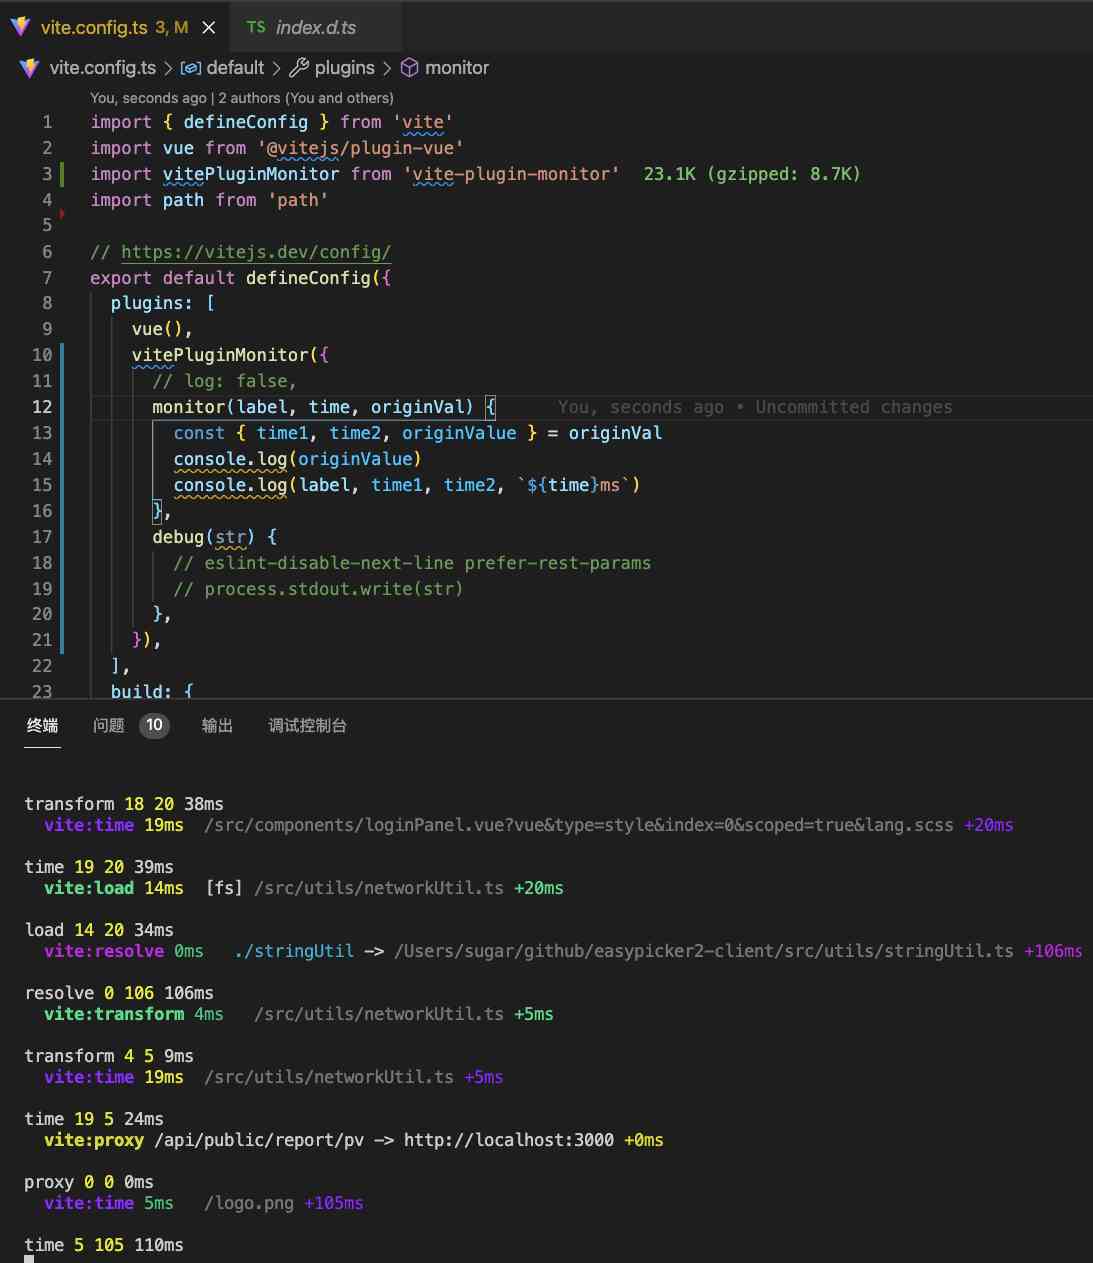 vite.config.ts 3, M × TS index.d.ts
vite.config.ts > default > plugins > monitor
You, seconds ago | 2 authors (You and others)
1 import { defineConfig } from 'vite'
2 import vue from '@vitejs/plugin-vue'
3 import vitePluginMonitor from 'vite-plugin-monitor' 23.1K (gzipped: 8.7K)
4 import path from 'path'
5
6 // https://vitejs.dev/config/
7 export default defineConfig({
8 plugins: [
9 vue(),
10 vitePluginMonitor({
11 // log: false,
12 monitor(label, time, originVal) { You, seconds ago • Uncommitted changes
13 const { time1, time2, originValue } = originVal
14 console.log(originValue)
15 console.log(label, time1, time2, `${time}ms`)
16 },
17 debug(str) {
18 // eslint-disable-next-line prefer-rest-params
19 // process.stdout.write(str)
20 },
21 }),
22 ],
23 build: {
终端 问题 10 输出 调试控制台
transform 18 20 38ms
vite:time 19ms /src/components/loginPanel.vue?vue&type=style&index=0&scoped=true&lang.scss +20ms
time 19 20 39ms
vite:load 14ms [fs] /src/utils/networkUtil.ts +20ms
load 14 20 34ms
vite:resolve 0ms ./stringUtil -> /Users/sugar/github/easypicker2-client/src/utils/stringUtil.ts +106ms
resolve 0 106 106ms
vite:transform 4ms /src/utils/networkUtil.ts +5ms
transform 4 5 9ms
vite:time 19ms /src/utils/networkUtil.ts +5ms
time 19 5 24ms
vite:proxy /api/public/report/pv -> http://localhost:3000 +0ms
proxy 0 0 0ms
vite:time 5ms /logo.png +105ms
time 5 105 110ms